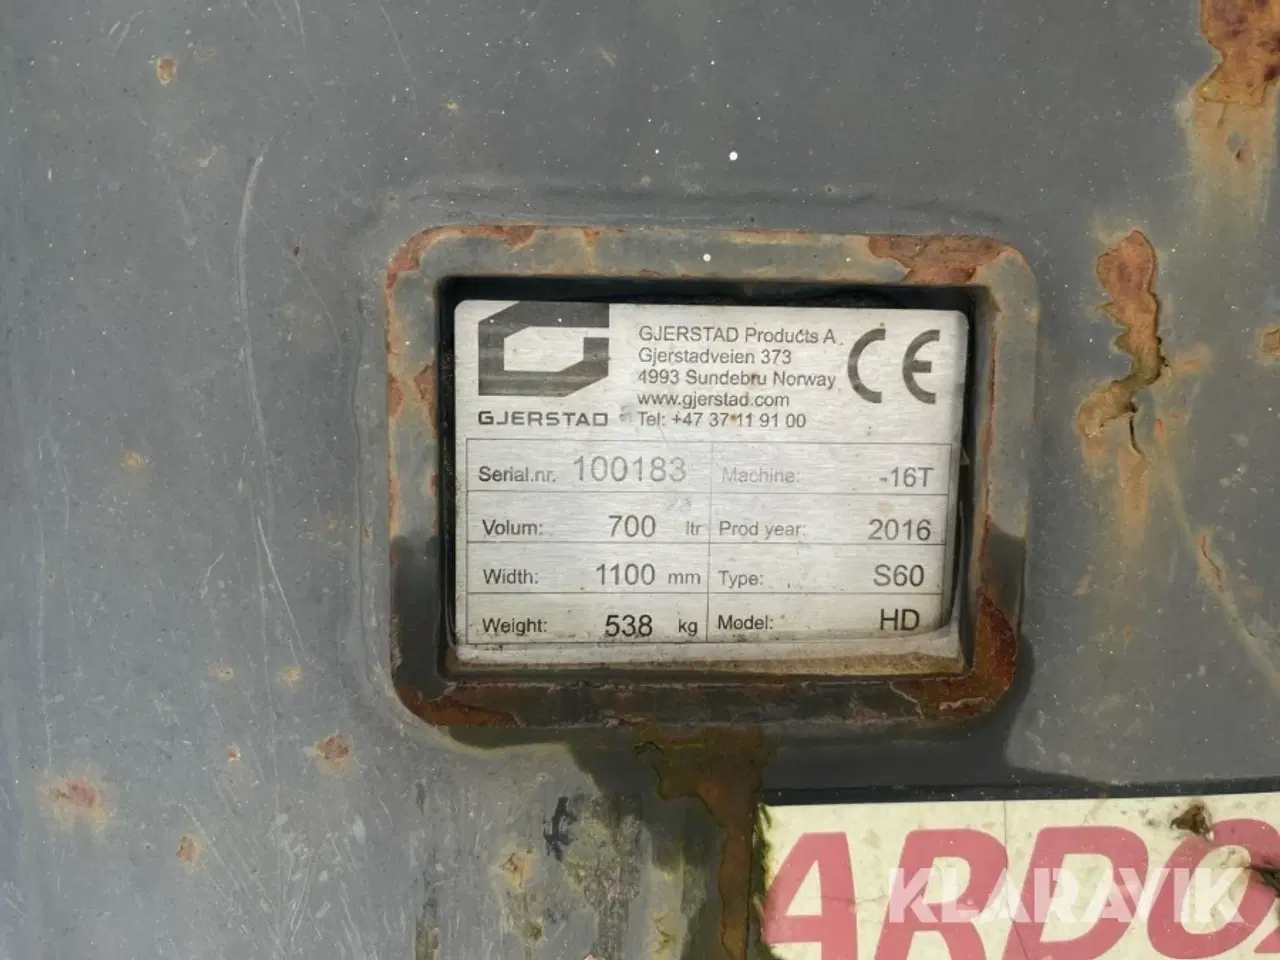 GJERSTAD
GJERSTAD Products A
Gjerstadveien 373
4993 Sundebru Norway
www.gjerstad.com
Tel: +47 37 11 91 00
CE
Serial.nr. 100183 Machine: -16T
Volum: 700 ltr Prod year: 2016
Width: 1100 mm Type: S60
Weight: 538 kg Model: HD
KLARAVIK